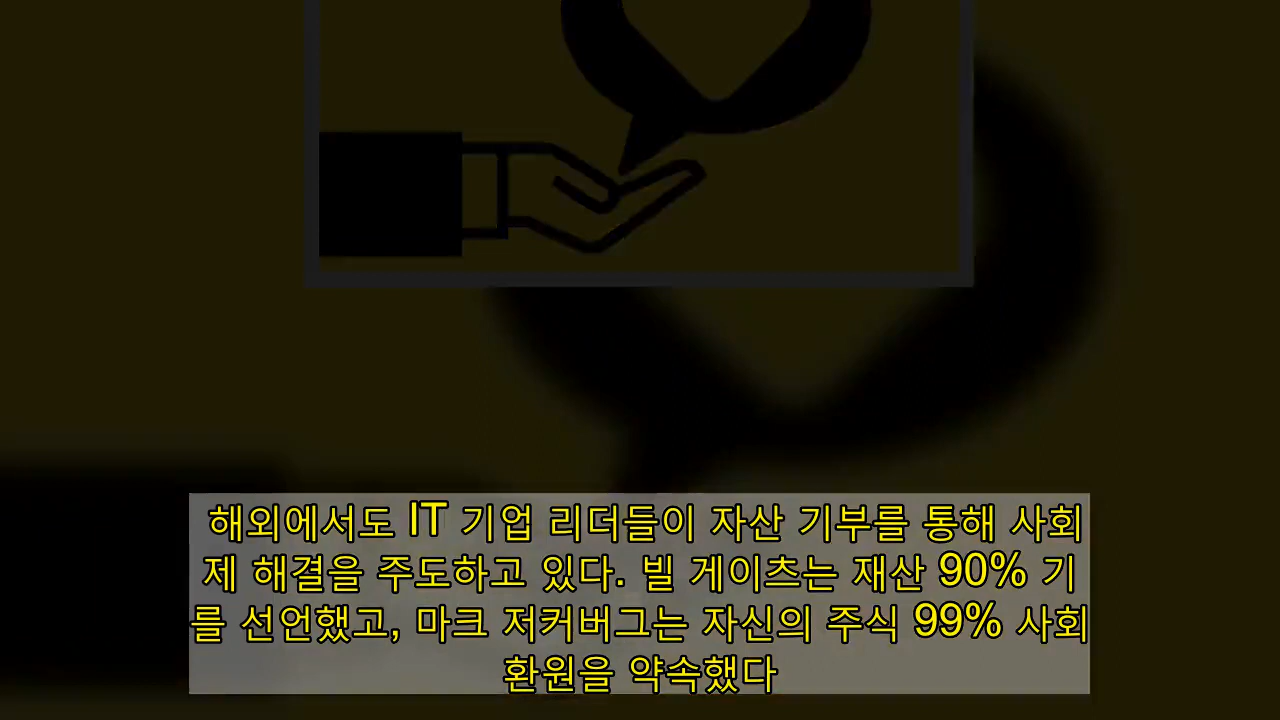 해외에서도 IT 기업 리더들이 자산 기부를 통해 사회
제 해결을 주도하고 있다. 빌 게이츠는 재산 90% 기
를 선언했고, 마크 저커버그는 자신의 주식 99% 사회
환원을 약속했다